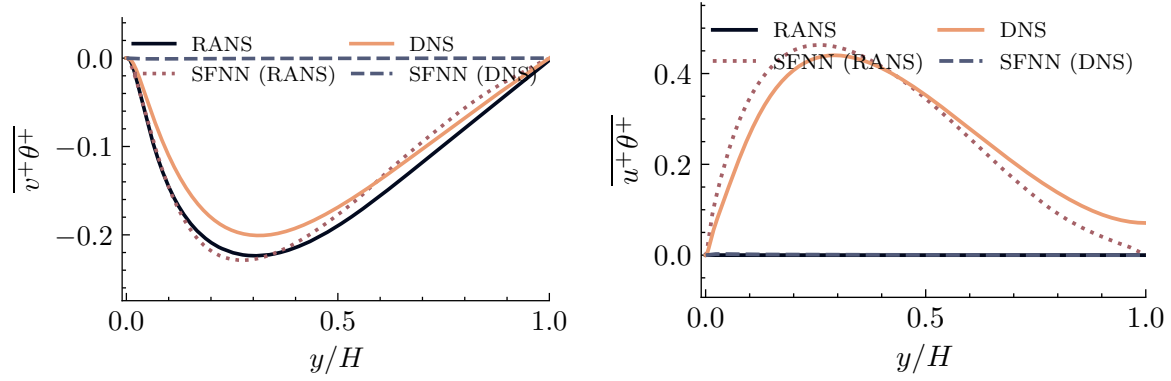 RANS
DNS
SFNN (RANS)
SFNN (DNS)
0.0
−0.1
−0.2
v⁺θ⁺
0.0
0.5
1.0
y/H
RANS
DNS
SFNN (RANS)
SFNN (DNS)
0.4
0.2
0.0
u⁺θ⁺
0.0
0.5
1.0
y/H